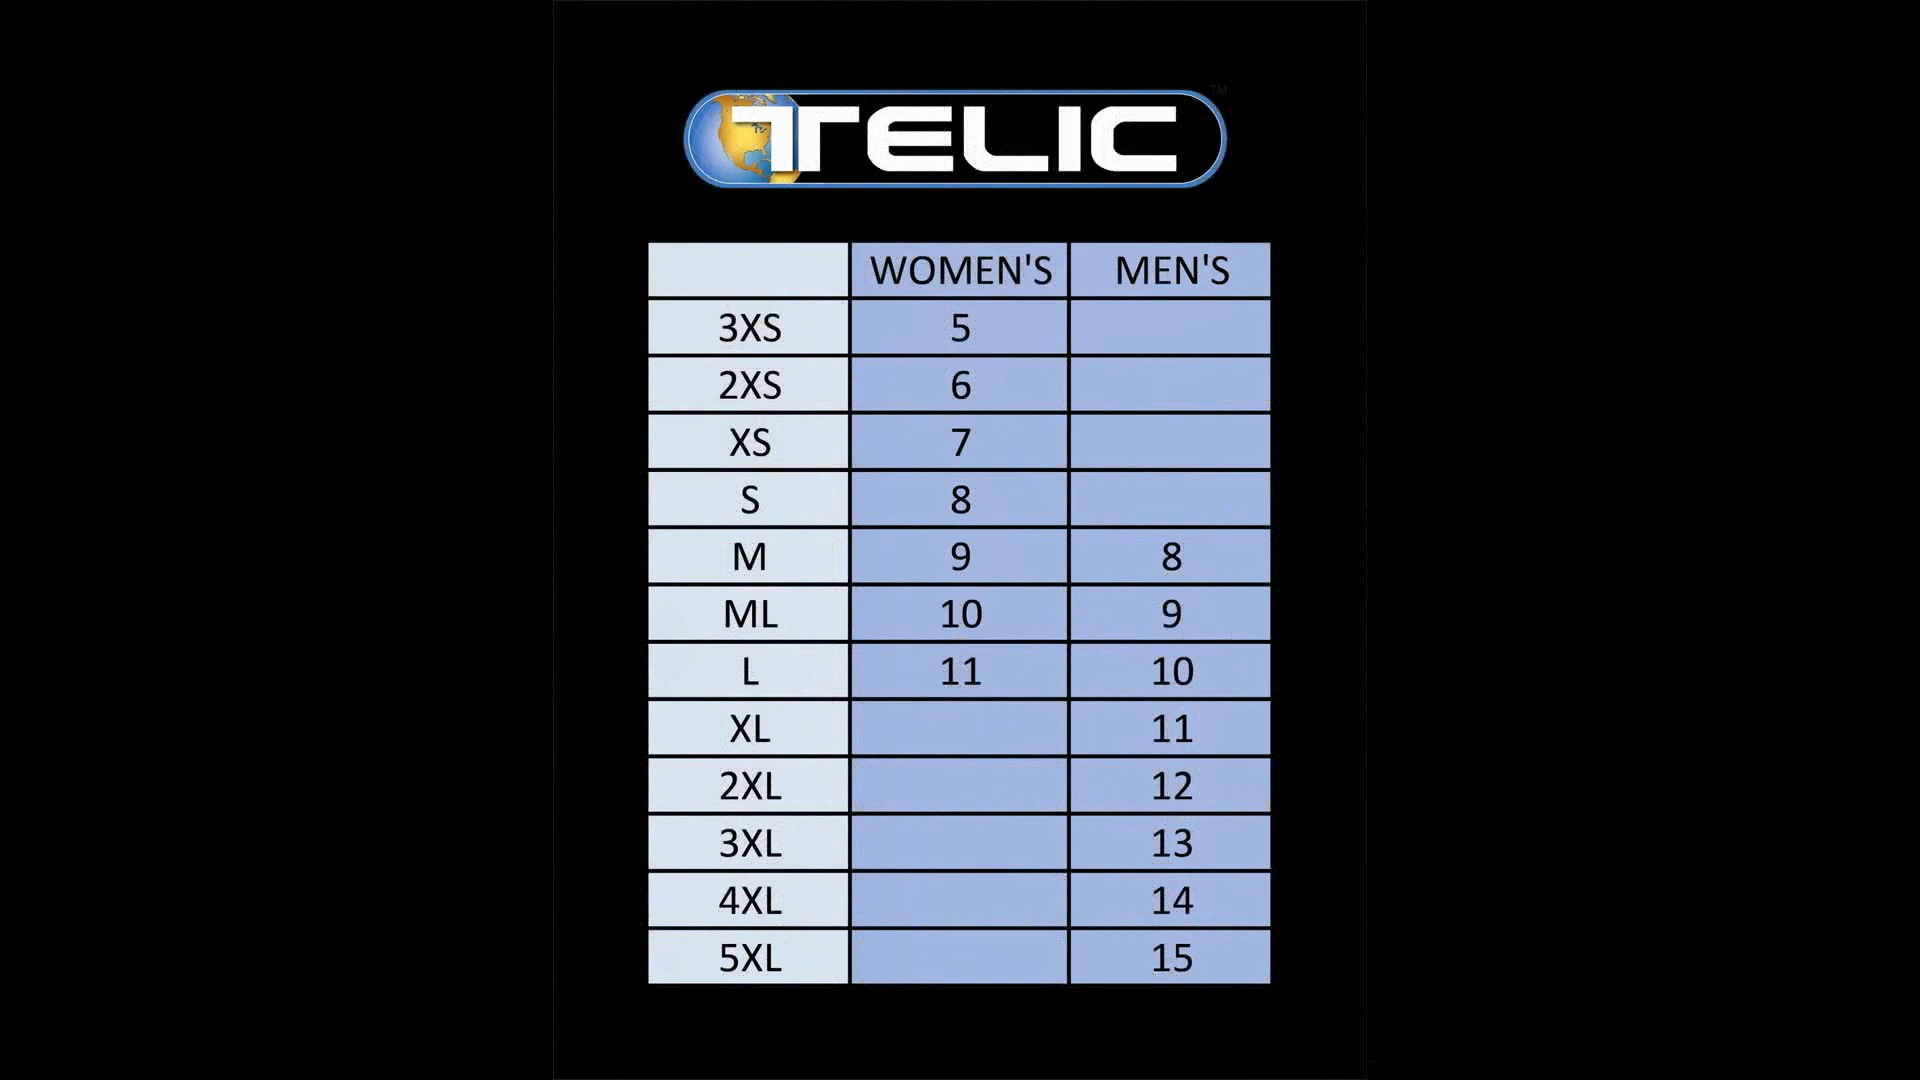 TELIC ™
WOMEN'S MEN'S
3XS 5
2XS 6
XS 7
S 8
M 9 8
ML 10 9
L 11 10
XL 11
2XL 12
3XL 13
4XL 14
5XL 15